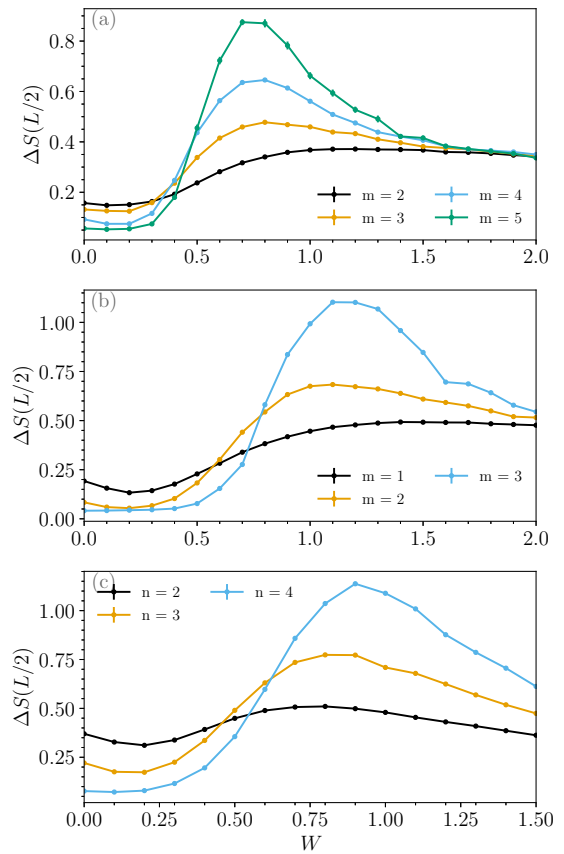 (a)
ΔS(L/2)
0.8
0.6
0.4
0.2
m = 2
m = 3
m = 4
m = 5
0.0 0.5 1.0 1.5 2.0
(b)
ΔS(L/2)
1.00
0.75
0.50
0.25
0.00
m = 1
m = 2
m = 3
0.0 0.5 1.0 1.5 2.0
(c)
n = 2
n = 3
n = 4
ΔS(L/2)
1.00
0.75
0.50
0.25
0.00 0.25 0.50 0.75 1.00 1.25 1.50
W